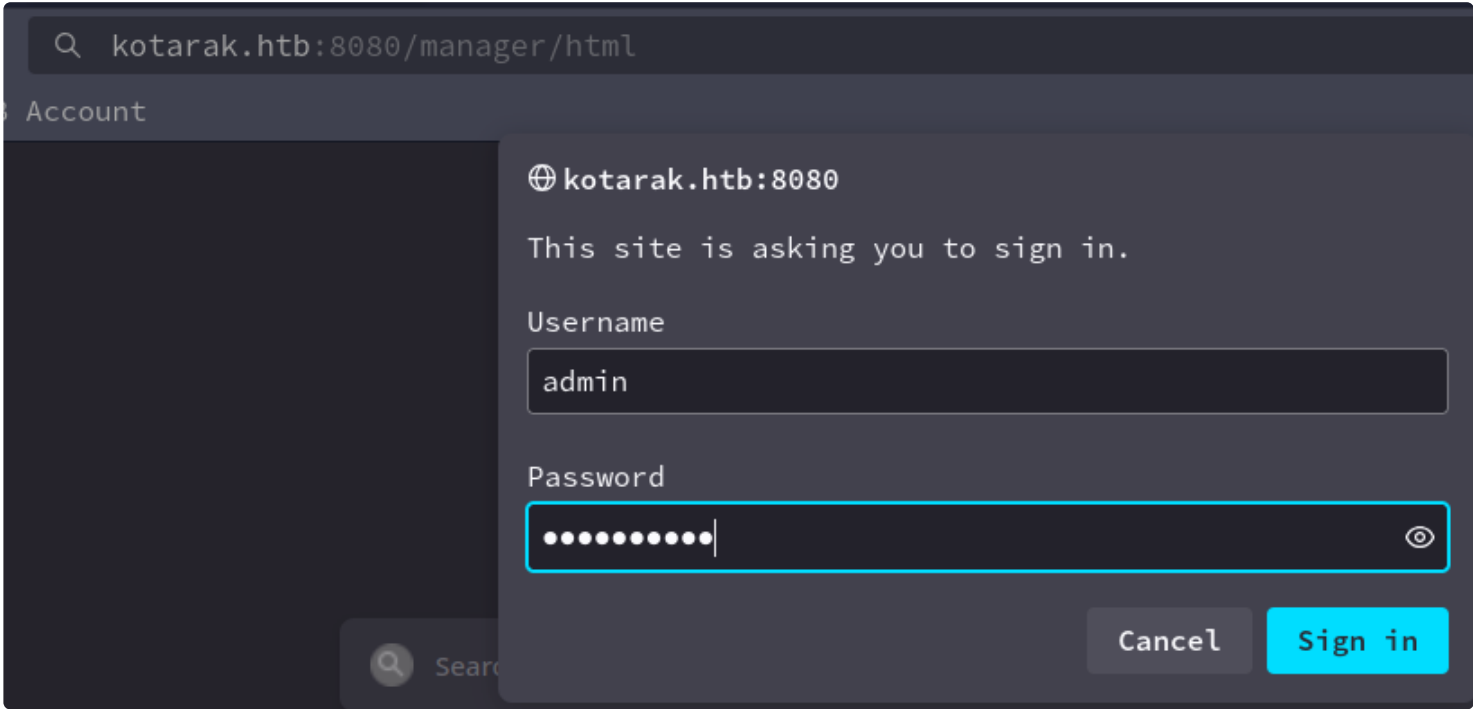 kotarak.htb:8080/manager/html
Account
kotarak.htb:8080
This site is asking you to sign in.
Username
admin
Password
●●●●●●●●●●
Cancel
Sign in
Sear